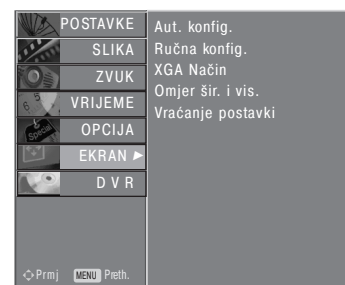 POSTAVKE
SLIKA
ZVUK
VRIJEME
OPCIJA
EKRAN ►
D V R
Prmj MENU Preth.
Aut. konfig.
Ručna konfig.
XGA Način
Omjer šir. i vis.
Vraćanje postavki